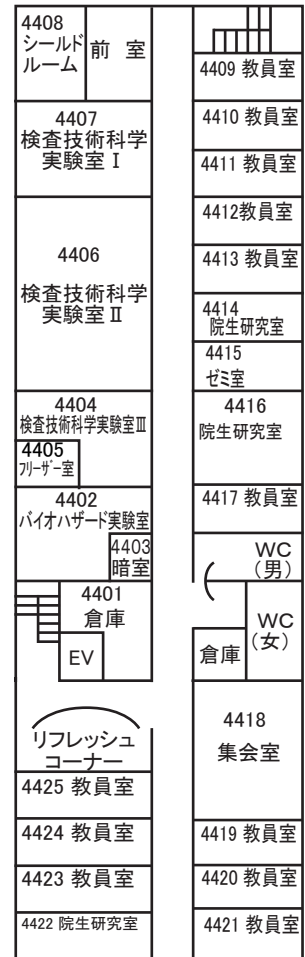 4408
シールド
ルーム
前 室
4407
検査技術科学
実験室Ⅰ
4406
検査技術科学
実験室Ⅱ
4404
検査技術科学実験室Ⅲ
4405
フリーザー室
4402
バイオハザード実験室
4403
暗室
4401
倉庫
EV
リフレッシュ
コーナー
4425 教員室
4424 教員室
4423 教員室
4422 院生研究室
4409 教員室
4410 教員室
4411 教員室
4412教員室
4413 教員室
4414
院生研究室
4415
ゼミ室
4416
院生研究室
4417 教員室
WC
(男)
WC
(女)
倉庫
4418
集会室
4419 教員室
4420 教員室
4421 教員室